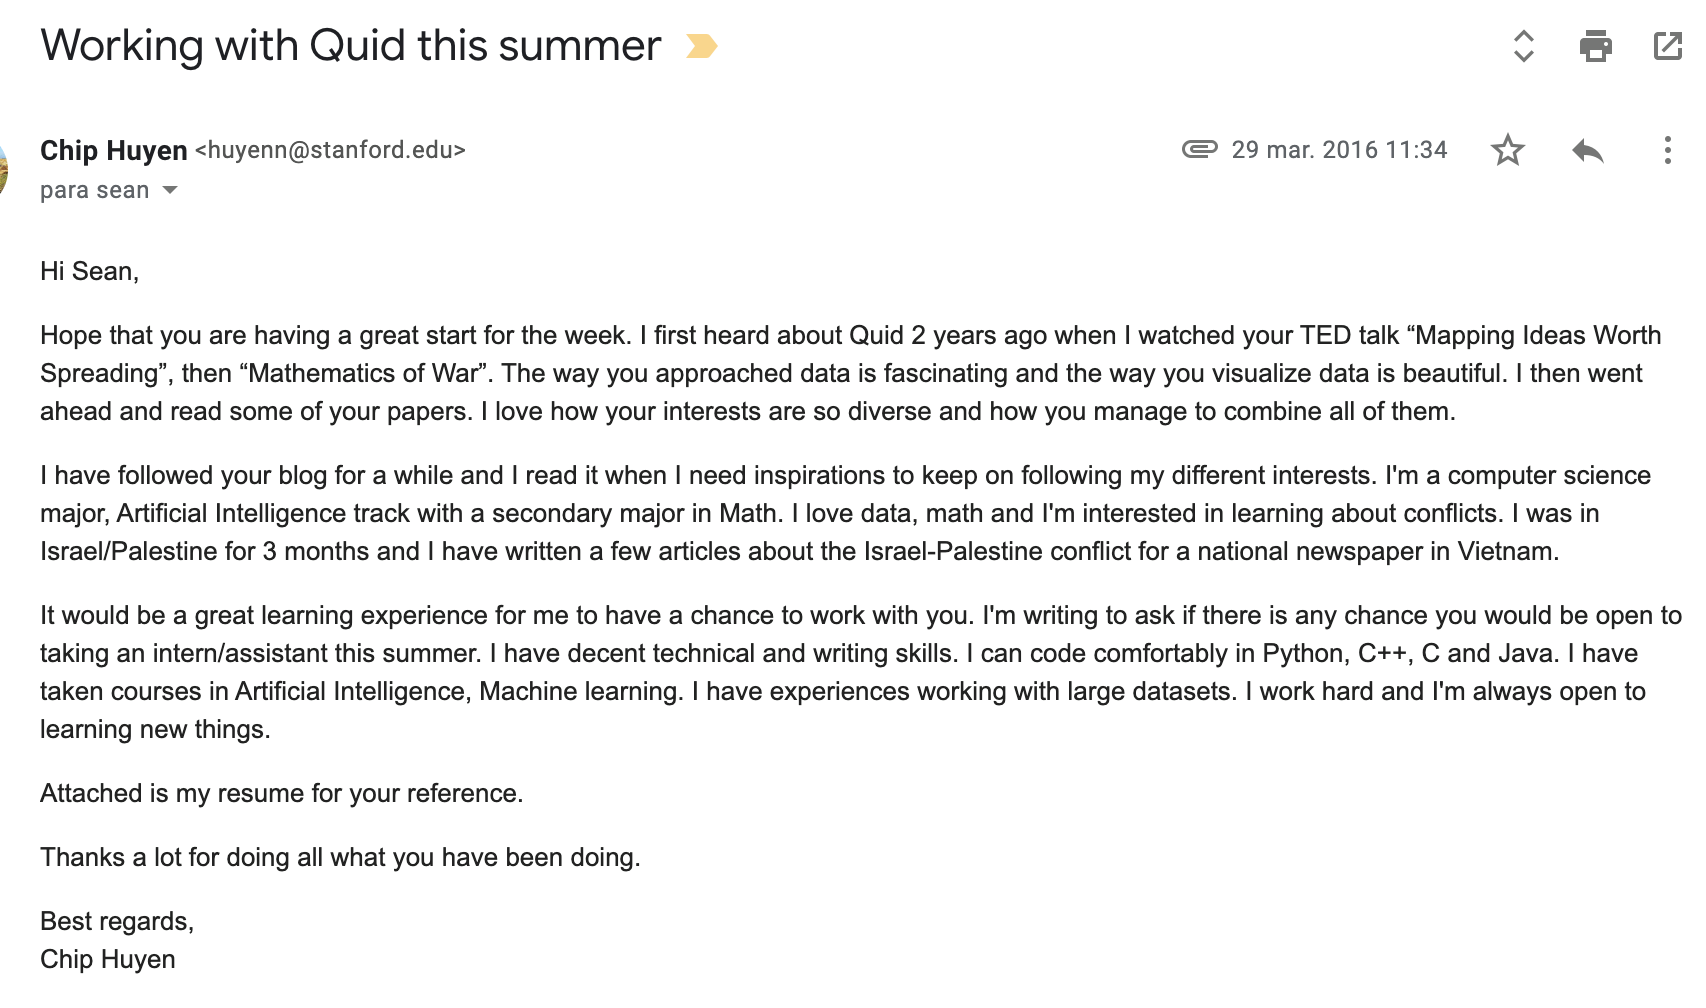 Working with Quid this summer
Chip Huyen <huyenn@stanford.edu>
29 mar. 2016 11:34
para sean
Hi Sean,
Hope that you are having a great start for the week. I first heard about Quid 2 years ago when I watched your TED talk “Mapping Ideas Worth
Spreading”, then “Mathematics of War”. The way you approached data is fascinating and the way you visualize data is beautiful. I then went
ahead and read some of your papers. I love how your interests are so diverse and how you manage to combine all of them.
I have followed your blog for a while and I read it when I need inspirations to keep on following my different interests. I'm a computer science
major, Artificial Intelligence track with a secondary major in Math. I love data, math and I'm interested in learning about conflicts. I was in
Israel/Palestine for 3 months and I have written a few articles about the Israel-Palestine conflict for a national newspaper in Vietnam.
It would be a great learning experience for me to have a chance to work with you. I'm writing to ask if there is any chance you would be open to
taking an intern/assistant this summer. I have decent technical and writing skills. I can code comfortably in Python, C++, C and Java. I have
taken courses in Artificial Intelligence, Machine learning. I have experiences working with large datasets. I work hard and I'm always open to
learning new things.
Attached is my resume for your reference.
Thanks a lot for doing all what you have been doing.
Best regards,
Chip Huyen